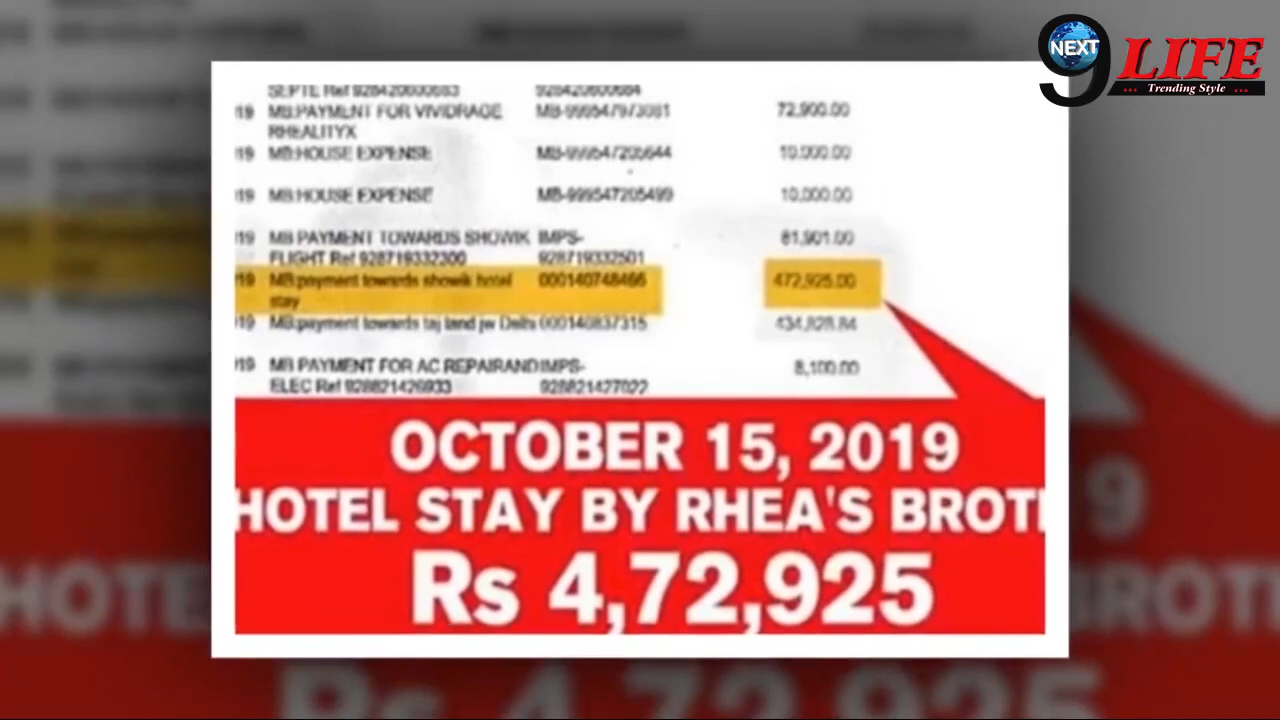 9 NEXT LIFE
... Trending Style ...
SEPTE Ref 928420600683 928420600684
19 MB:PAYMENT FOR VIVIDRAGE MB-999547973081 72,900.00
RHEALITYX
19 MB:HOUSE EXPENSE MB-999547205644 10,000.00
19 MB:HOUSE EXPENSE MB-999547205499 10,000.00
19 MB:PAYMENT TOWARDS SHOWIK IMPS- 81,901.00
FLIGHT Ref 928719332300 928719332501
19 MB:payment towards showik hotel 000140748466 472,925.00
stay
19 MB:payment towards taj land jw Delts 000140837315 434,828.84
19 MB:PAYMENT FOR AC REPAIRAND IMPS- 8,100.00
ELEC Ref 928821426933 928821427022
OCTOBER 15, 2019
HOTEL STAY BY RHEA'S BROT
Rs 4,72,925